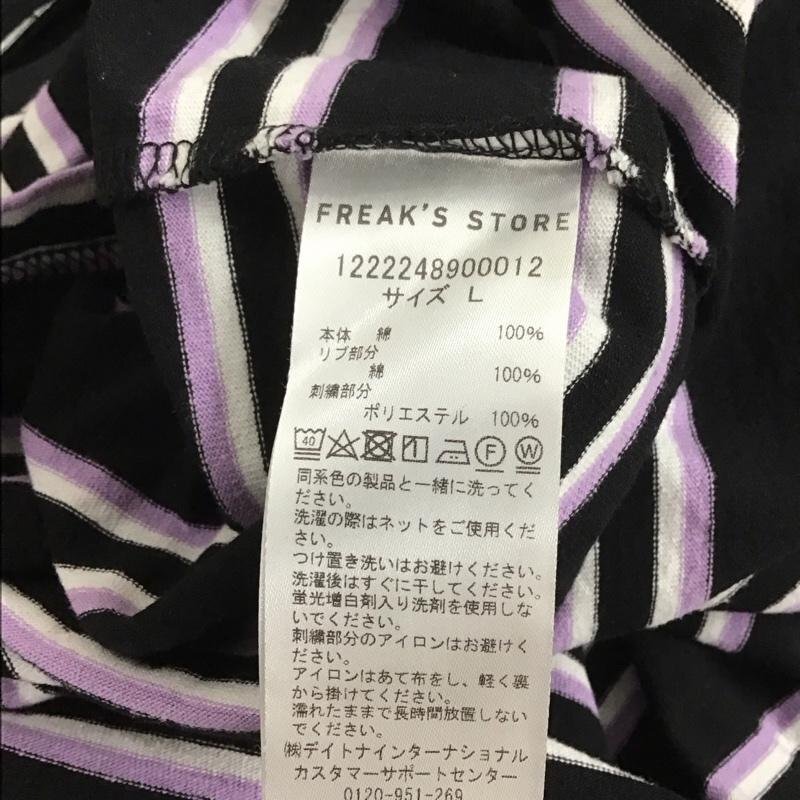 FREAK'S STORE
1222248900012
サイズ L
本体 綿 100%
リブ部分
綿 100%
刺繍部分
ポリエステル 100%
40 F W
同系色の製品と一緒に洗ってく
ださい。
洗濯の際はネットをご使用くだ
さい。
つけ置き洗いはお避けください。
洗濯後はすぐに干してください。
蛍光増白剤入り洗剤を使用しな
いでください。
刺繍部分のアイロンはお避けく
ださい。
アイロンはあて布をし、軽く裏
から掛けてください。
濡れたままで長時間放置しない
でください。
㈱デイトナインターナショナル
カスタマーサポートセンター
0120-951-269